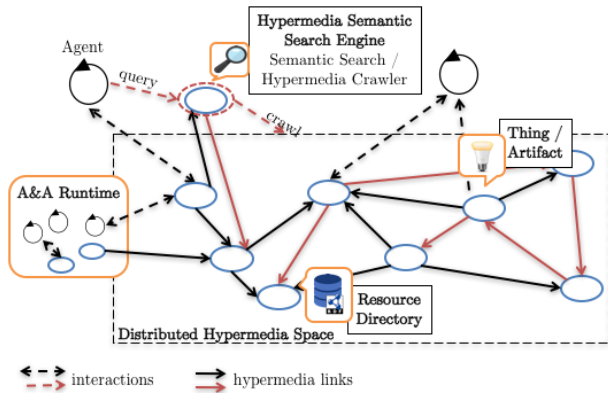 Hypermedia Semantic
Search Engine
Semantic Search /
Hypermedia Crawler
Agent
query
crawl
Thing /
Artifact
A&A Runtime
RDF
Resource
Directory
Distributed Hypermedia Space
interactions
hypermedia links